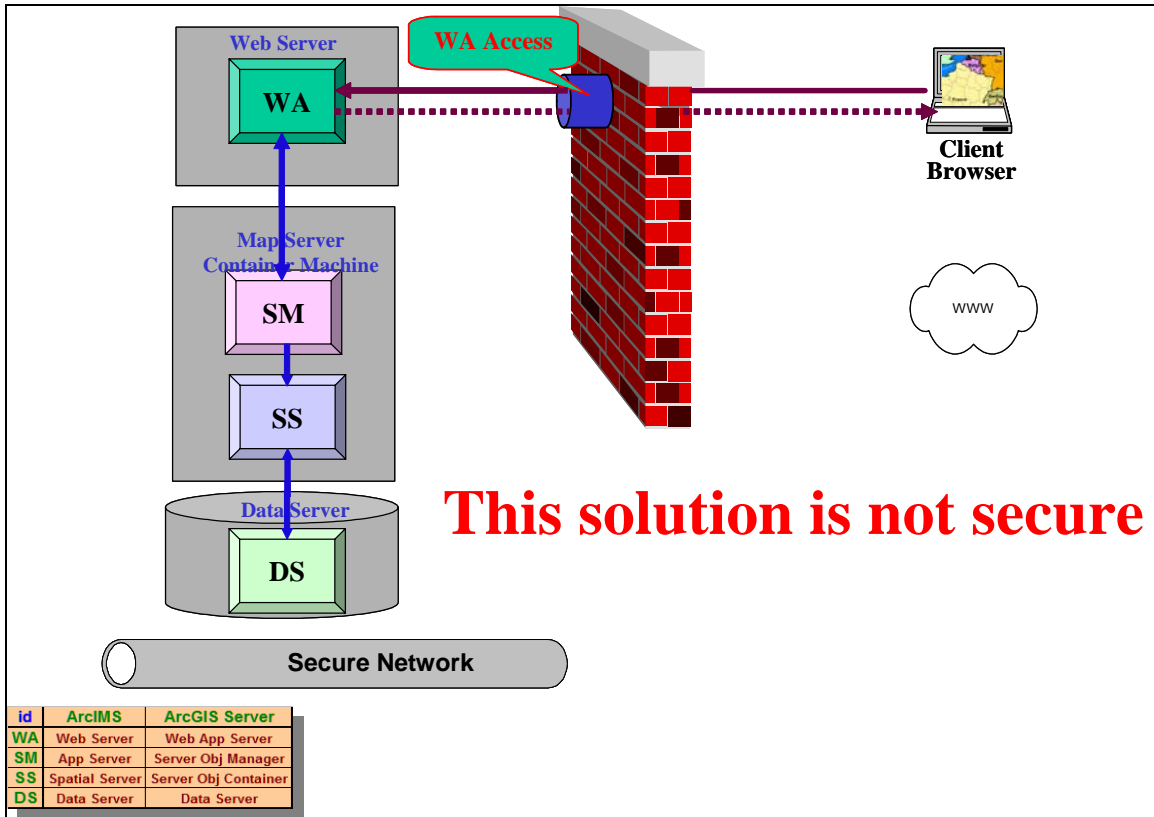 Web Server
WA Access
WA
Client
Browser
Map Server
Container Machine
SM
www
SS
This solution is not secure
Data Server
DS
Secure Network
id ArcIMS ArcGIS Server
WA Web Server Web App Server
SM App Server Server Obj Manager
SS Spatial Server Server Obj Container
DS Data Server Data Server